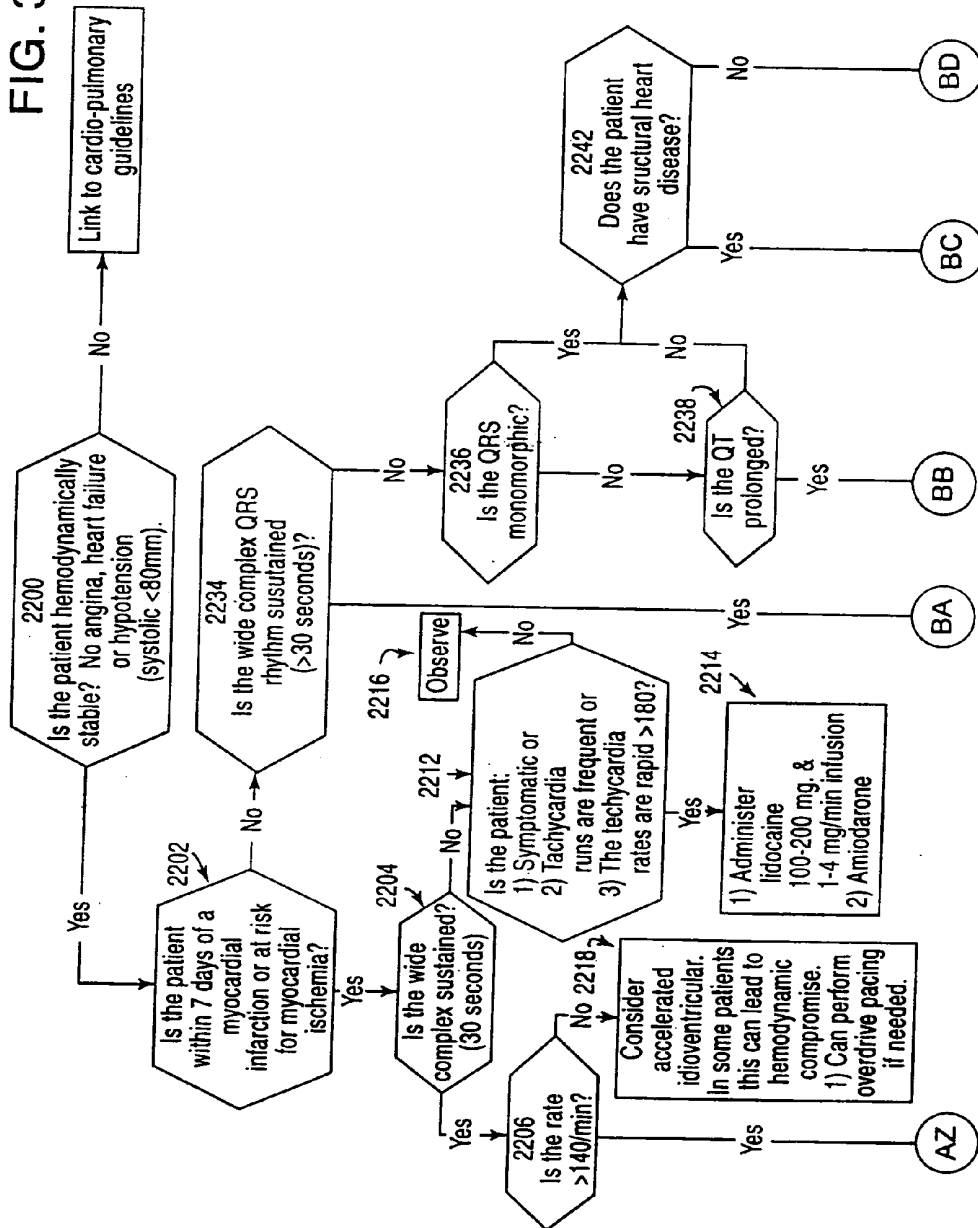 FIG. 3
2200
Is the patient hemodynamically
stable? No angina, heart failure
or hypotension
(systolic <80mm).
No
Link to cardio-pulmonary
guidelines
Yes
2202
Is the patient
within 7 days of a
myocardial
infarction or at risk
for myocardial
ischemia?
No
2234
Is the wide complex QRS
rhythm susutained
(>30 seconds)?
Yes
No
2204
Is the wide
complex sustained?
(30 seconds)
No
2212
2216
Observe
No
2236
Is the QRS
monomorphic?
Yes
No
2242
Does the patient
have sructural heart
disease?
Yes
2206
Is the rate
>140/min?
No
2218
Consider
accelerated
idioventricular.
In some patients
this can lead to
hemodynamic
compromise.
1) Can perform
overdrive pacing
if needed.
Is the patient:
1) Symptomatic or
2) Tachycardia
runs are frequent or
3) The techycardia
rates are rapid >180?
Yes
2214
1) Administer
lidocaine
100-200 mg. &
1-4 mg/min infusion
2) Amiodarone
2238
Is the QT
prolonged?
No
Yes
Yes
Yes
Yes
No
AZ
BA
BB
BC
BD